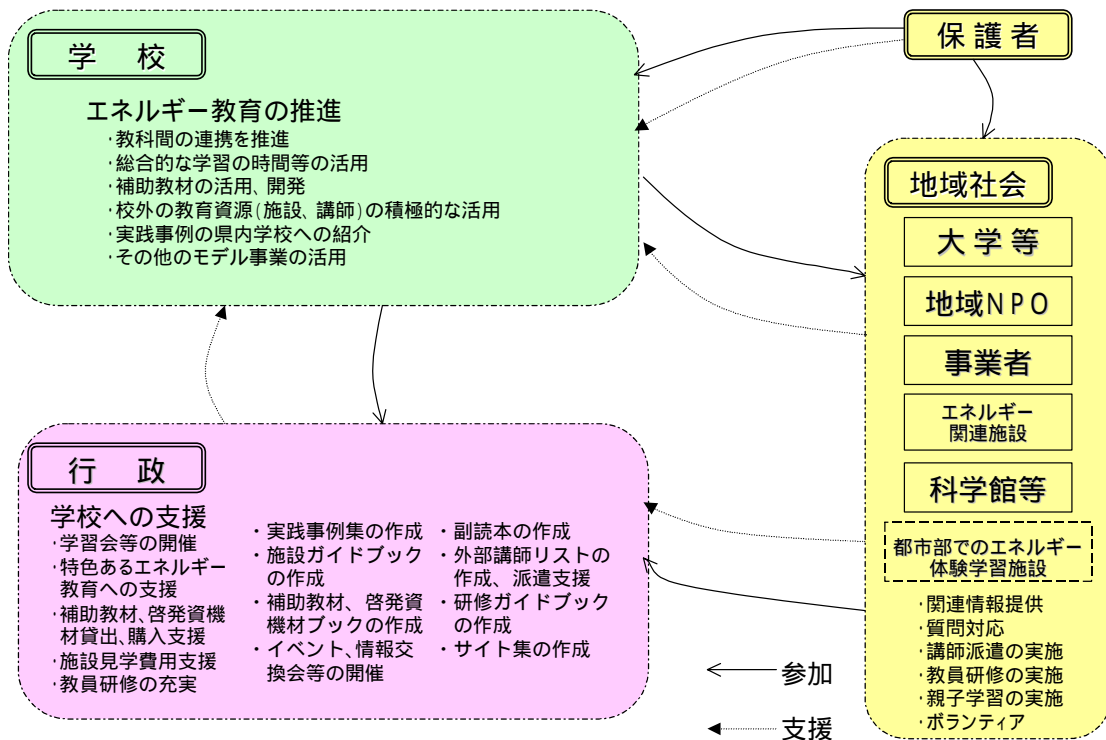 学 校
エネルギー教育の推進
・教科間の連携を推進
・総合的な学習の時間等の活用
・補助教材の活用、開発
・校外の教育資源(施設、講師)の積極的な活用
・実践事例の県内学校への紹介
・その他のモデル事業の活用
保護者
地域社会
大学等
地域NPO
事業者
エネルギー
関連施設
科学館等
都市部でのエネルギー
体験学習施設
・関連情報提供
・質問対応
・講師派遣の実施
・教員研修の実施
・親子学習の実施
・ボランティア
行 政
学校への支援
・学習会等の開催
・特色あるエネルギー
教育への支援
・補助教材、啓発資機
材貸出、購入支援
・施設見学費用支援
・教員研修の充実
・実践事例集の作成
・施設ガイドブック
の作成
・補助教材、啓発資
機材ブックの作成
・イベント、情報交
換会等の開催
・副読本の作成
・外部講師リストの
作成、派遣支援
・研修ガイドブック
の作成
・サイト集の作成
参加
支援